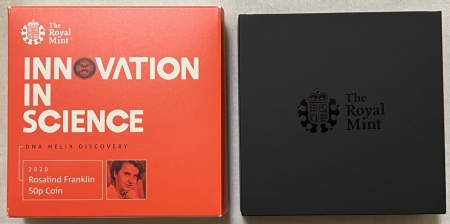 The
Royal
Mint
INNOVATION
IN
SCIENCE
DNA HELIX DISCOVERY
2020
Rosalind Franklin
50p Coin
The
Royal
Mint